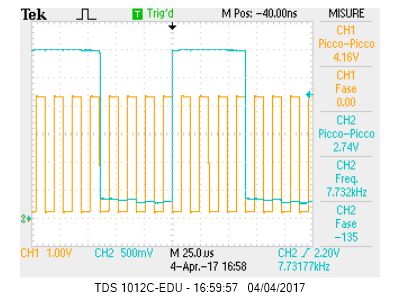 Tek T Trig'd M Pos: -40.00ns MISURE
CH1
Picco-Picco
4.16V
CH1
Fase
0.00
CH2
Picco-Picco
2.74V
CH2
Freq.
7.732kHz
CH2
Fase
-135
2
CH1 1.00V CH2 500mV M 25.0us CH2 / 2.20V
4-Apr.-17 16:58 7.73177kHz
TDS 1012C-EDU - 16:59:57 04/04/2017